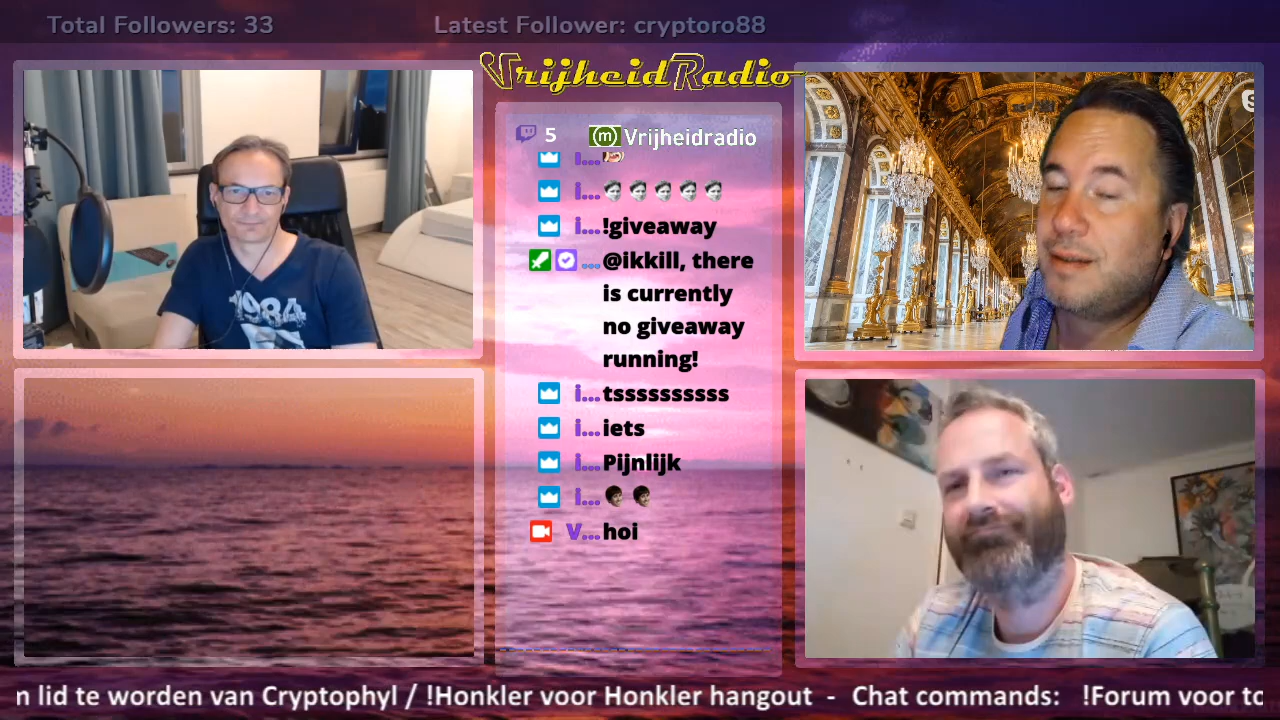 Total Followers: 33
Latest Follower: cryptoro88
VrijheidRadio
5
(m) Vrijheidradio
i...
i...
i... !giveaway
... @ikkill, there
is currently
no giveaway
running!
i... tssssssssss
i... iets
i... Pijnlijk
i...
V... hoi
1984
S
n lid te worden van Cryptophyl / !Honkler voor Honkler hangout - Chat commands: !Forum voor to